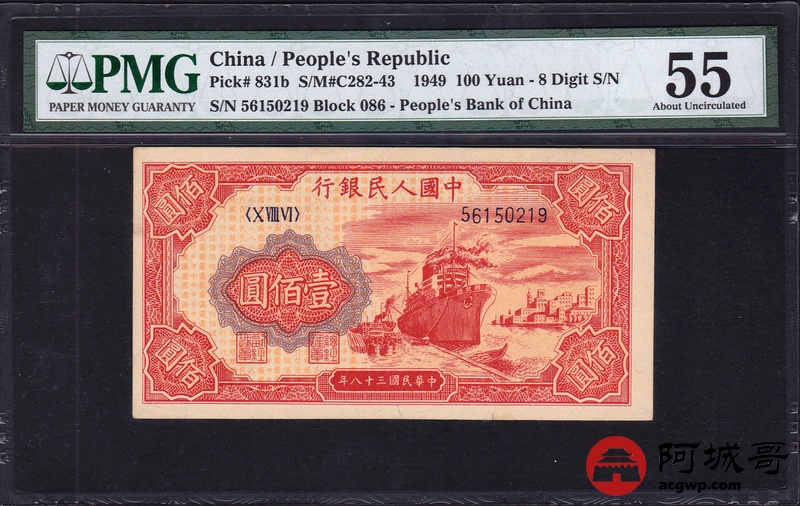 PMG
PAPER MONEY GUARANTY
China / People's Republic
Pick# 831b S/M#C282-43 1949 100 Yuan - 8 Digit S/N
S/N 56150219 Block 086 - People's Bank of China
55
About Uncirculated
行銀民人國中
圓佰
圓佰
〈X VIII VI〉
56150219
圓佰壹
圓佰
圓佰
年八十三國民華中
阿城哥
acgwp.com